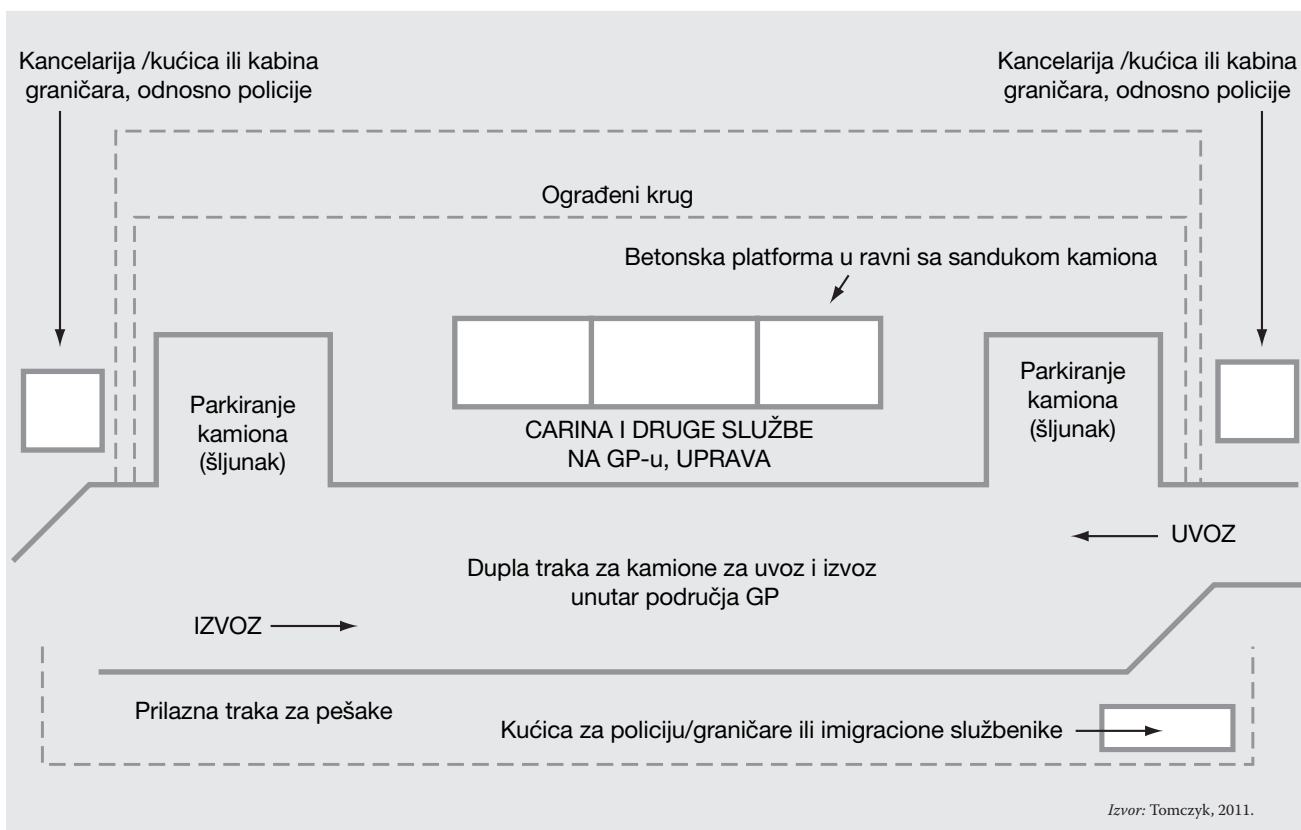 Kancelarija /kućica ili kabina
graničara, odnosno policije
Kancelarija /kućica ili kabina
graničara, odnosno policije
Ograđeni krug
Betonska platforma u ravni sa sandukom kamiona
Parkiranje
kamiona
(šljunak)
CARINA I DRUGE SLUŽBE
NA GP-u, UPRAVA
Parkiranje
kamiona
(šljunak)
UVOZ
Dupla traka za kamione za uvoz i izvoz
unutar područja GP
IZVOZ
Prilazna traka za pešake
Kućica za policiju/graničare ili imigracione službenike
Izvor: Tomczyk, 2011.